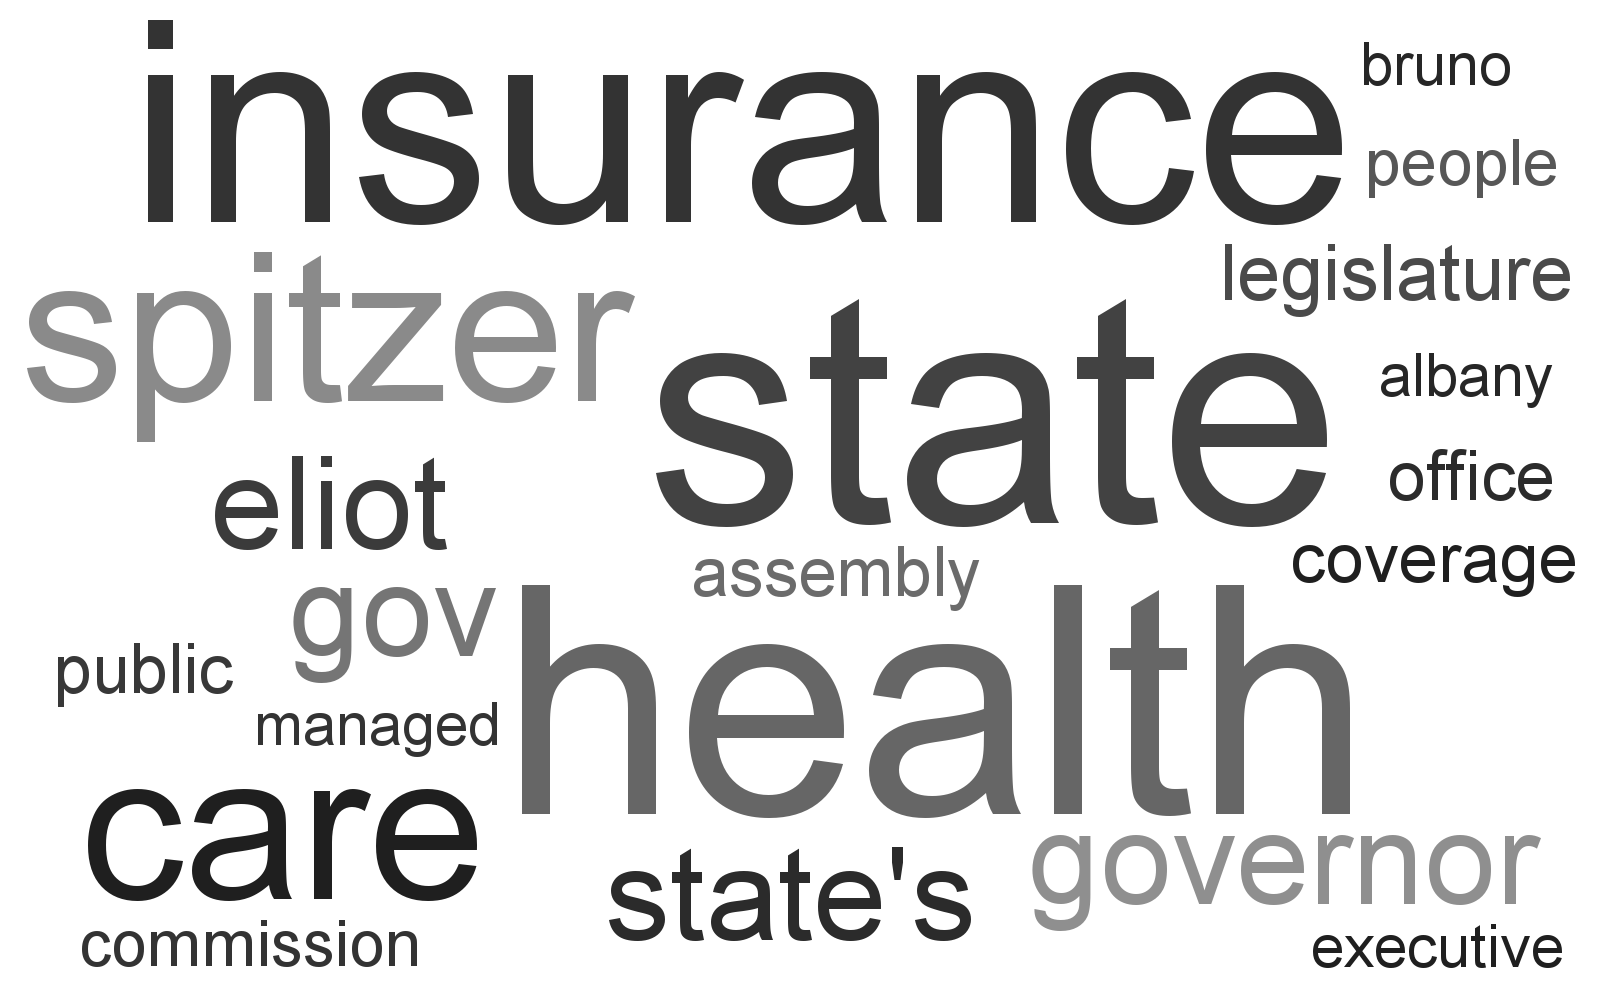 insurance
bruno
people
legislature
spitzer
state
albany
eliot
office
assembly
coverage
gov
health
public
managed
care
state's
governor
commission
executive